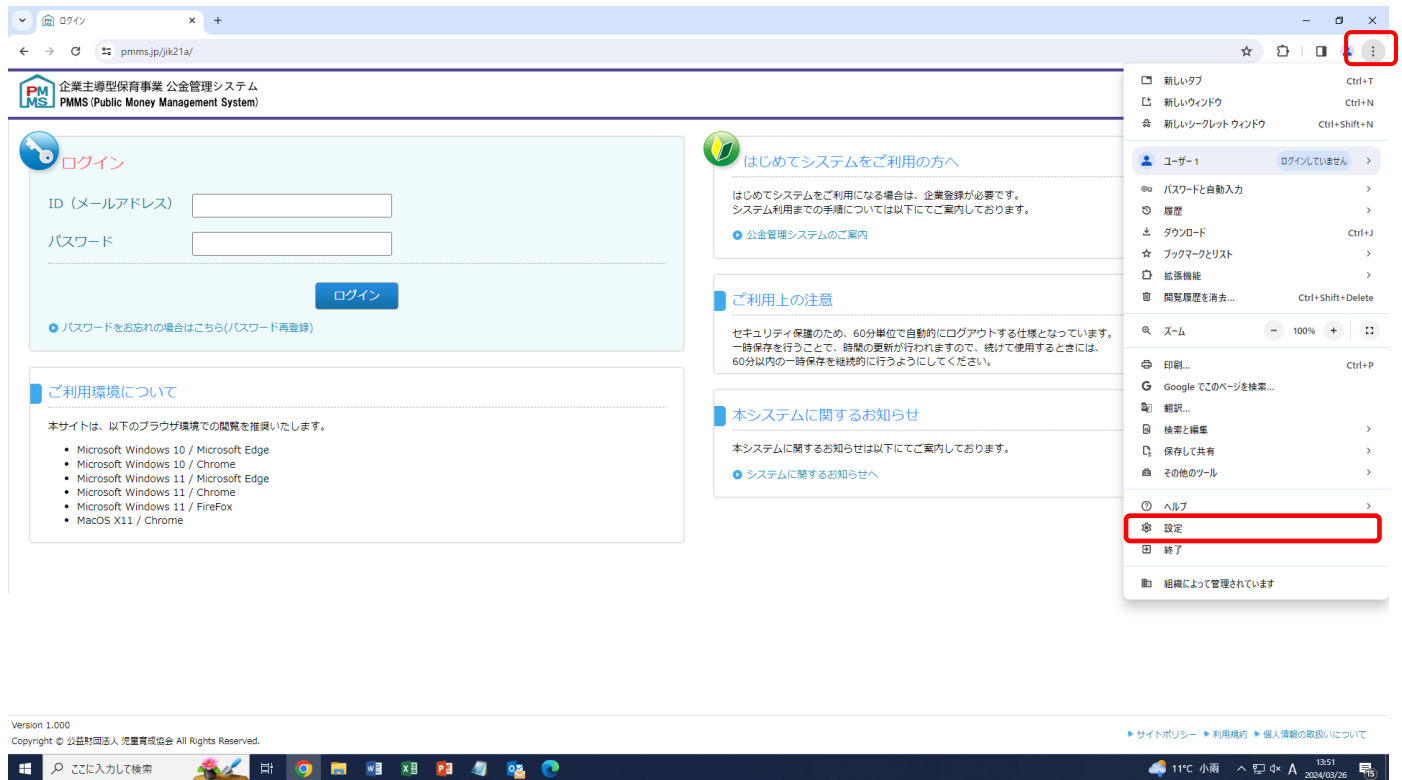 ログイン
pmms.jp/jik21a/
PMMS
企業主導型保育事業 公金管理システム
PMMS (Public Money Management System)
ログイン
ID（メールアドレス）
パスワード
ログイン
パスワードをお忘れの場合はこちら(パスワード再登録)
ご利用環境について
本サイトは、以下のブラウザ環境での閲覧を推奨いたします。
Microsoft Windows 10 / Microsoft Edge
Microsoft Windows 10 / Chrome
Microsoft Windows 11 / Microsoft Edge
Microsoft Windows 11 / Chrome
Microsoft Windows 11 / FireFox
MacOS X11 / Chrome
はじめてシステムをご利用の方へ
はじめてシステムをご利用になる場合は、企業登録が必要です。
システム利用までの手順については以下にてご案内しております。
公金管理システムのご案内
ご利用上の注意
セキュリティ保護のため、60分単位で自動的にログアウトする仕様となっています。
一時保存を行うことで、時間の更新が行われますので、続けて使用するときには、
60分以内の一時保存を継続的に行うようにしてください。
本システムに関するお知らせ
本システムに関するお知らせは以下にてご案内しております。
システムに関するお知らせへ
新しいタブ Ctrl+T
新しいウィンドウ Ctrl+N
新しいシークレット ウィンドウ Ctrl+Shift+N
ユーザー 1 ログインしていません
パスワードと自動入力
履歴
ダウンロード Ctrl+J
ブックマークとリスト
拡張機能
閲覧履歴を消去... Ctrl+Shift+Delete
ズーム － 100% +
印刷... Ctrl+P
Google でこのページを検索...
翻訳...
検索と編集
保存して共有
その他のツール
ヘルプ
設定
終了
組織によって管理されています
Version 1.000
Copyright © 公益財団法人 児童育成協会 All Rights Reserved.
サイトポリシー 利用規約 個人情報の取扱いについて
ここに入力して検索
11°C 小雨 A 13:51
2024/03/26
15